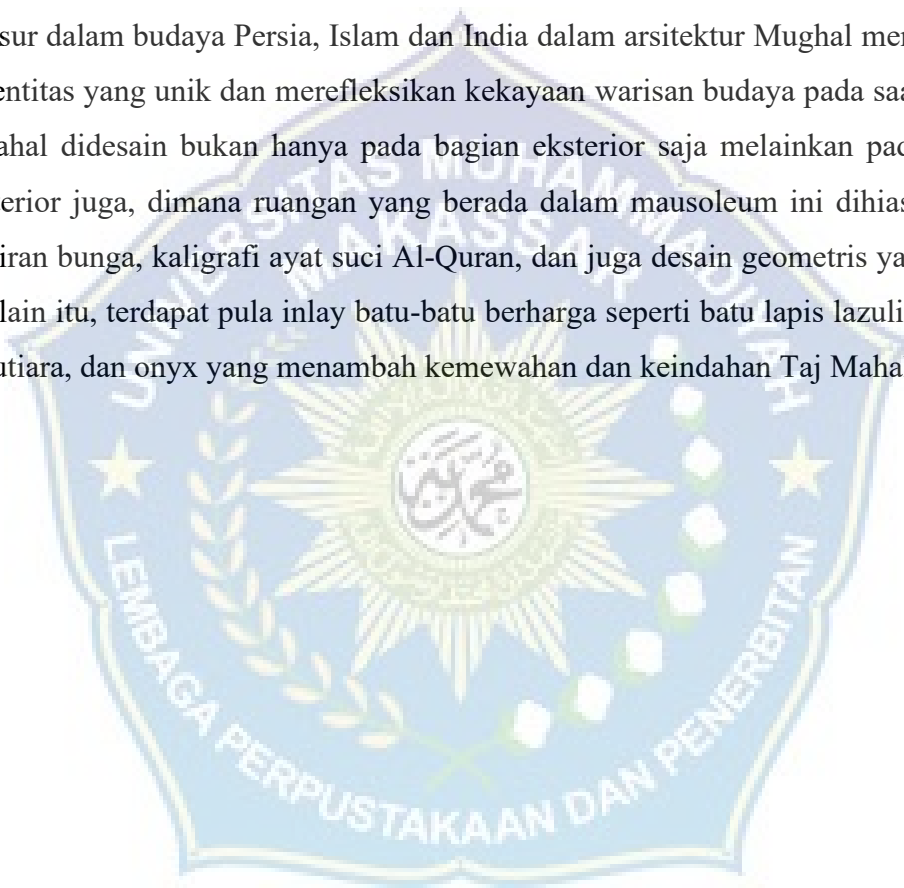 sur dalam budaya Persia, Islam dan India dalam arsitektur Mughal mer
entitas yang unik dan merefleksikan kekayaan warisan budaya pada saa
ahal didesain bukan hanya pada bagian eksterior saja melainkan pad
erior juga, dimana ruangan yang berada dalam mausoleum ini dihias
iran bunga, kaligrafi ayat suci Al-Quran, dan juga desain geometris ya
lain itu, terdapat pula inlay batu-batu berharga seperti batu lapis lazuli
utiara, dan onyx yang menambah kemewahan dan keindahan Taj Maha
UNIVERSITAS MUHAMMADIYAH
MAKASSAR
محمدية
LEMBAGA PERPUSTAKAAN DAN PENERBITAN